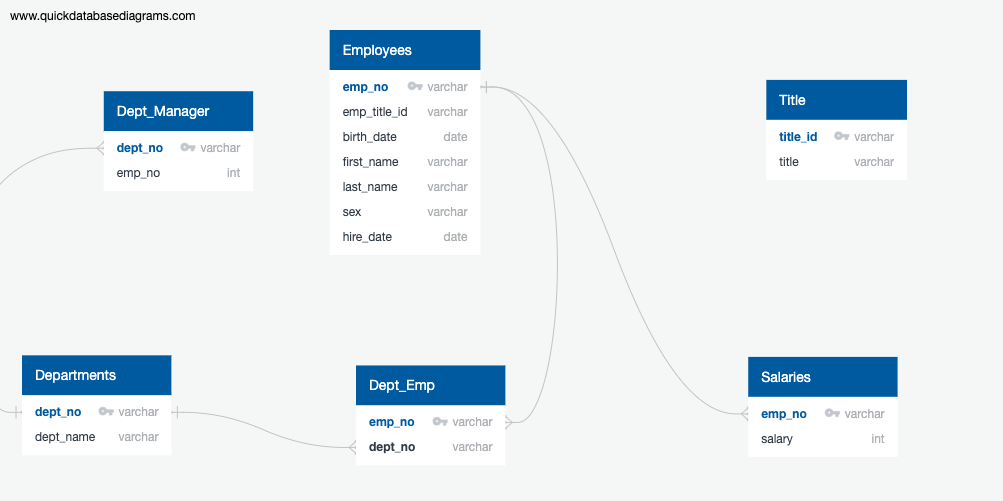 www.quickdatabasediagrams.com
Employees
emp_no varchar
emp_title_id varchar
birth_date date
first_name varchar
last_name varchar
sex varchar
hire_date date
Dept_Manager
dept_no varchar
emp_no int
Title
title_id varchar
title varchar
Departments
dept_no varchar
dept_name varchar
Dept_Emp
emp_no varchar
dept_no varchar
Salaries
emp_no varchar
salary int